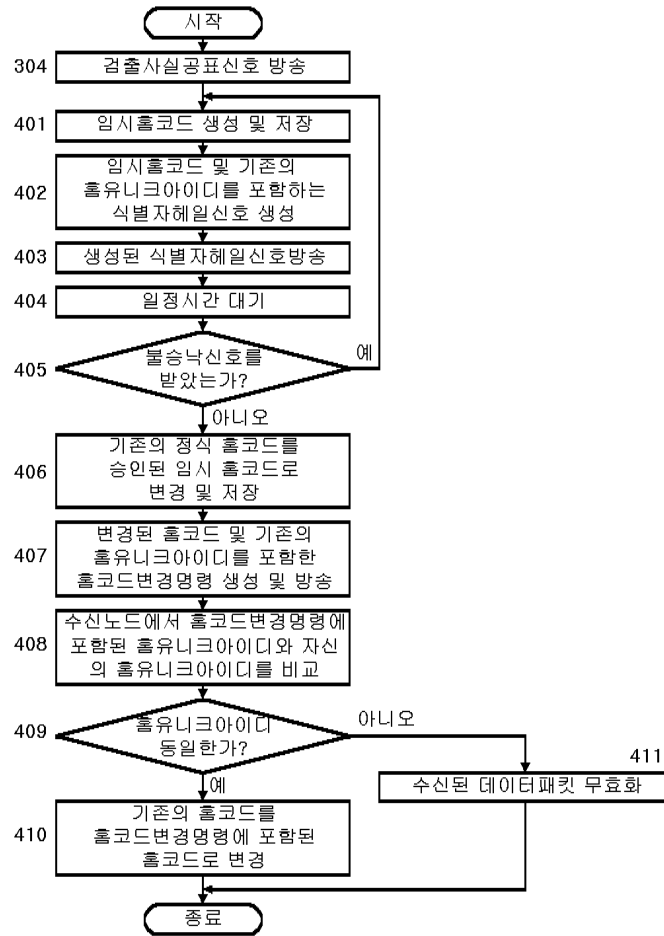 시작
304
검출사실공표신호 방송
401
임시홈코드 생성 및 저장
402
임시홈코드 및 기존의
홈유니크아이디를 포함하는
식별자헤일신호 생성
403
생성된 식별자헤일신호방송
404
일정시간 대기
405
불승낙신호를
받았는가?
예
아니오
406
기존의 정식 홈코드를
승인된 임시 홈코드로
변경 및 저장
407
변경된 홈코드 및 기존의
홈유니크아이디를 포함한
홈코드변경명령 생성 및 방송
408
수신노드에서 홈코드변경명령에
포함된 홈유니크아이디와 자신
의 홈유니크아이디를 비교
409
홈유니크아이디
동일한가?
아니오
예
411
수신된 데이터패킷 무효화
410
기존의 홈코드를
홈코드변경명령에 포함된
홈코드로 변경
종료